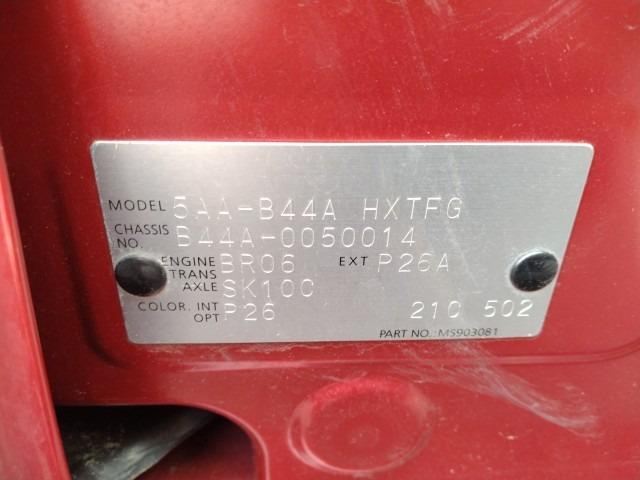 MODEL 5AA-B44A HXTFG
CHASSIS NO. B44A-0050014
ENGINE BR06 EXT P26A
TRANS AXLE SK10C
COLOR. INT OPT P26 210 502
PART NO.: MS903081